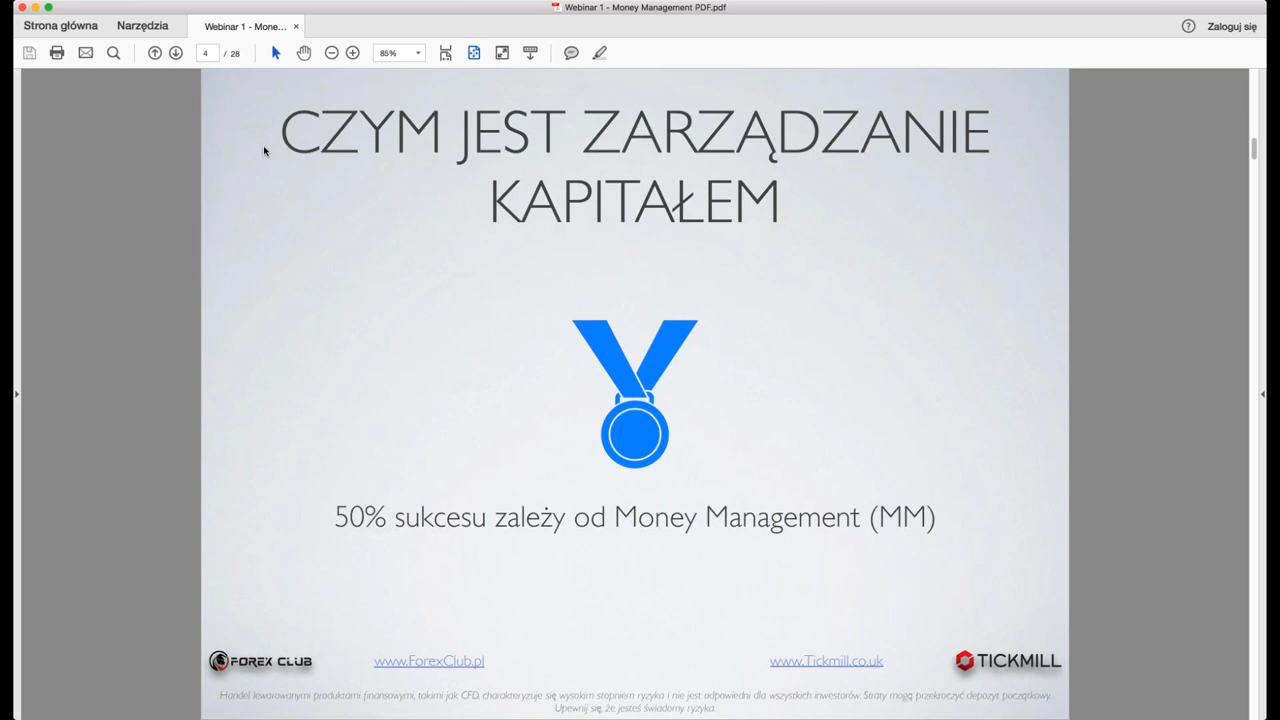 Webinar 1 - Money Management PDF.pdf
Strona główna Narzędzia Webinar 1 - Mone... × ? Zaloguj się
4 / 28 85%
CZYM JEST ZARZĄDZANIE
KAPITAŁEM
50% sukcesu zależy od Money Management (MM)
FOREX CLUB www.ForexClub.pl www.Tickmill.co.uk TICKMILL
Handel lewarowanymi produktami finansowymi, takimi jak CFD, charakteryzuje się wysokim stopniem ryzyka i nie jest odpowiedni dla wszystkich inwestorów. Straty mogą przekroczyć depozyt początkowy.
Upewnij się, że jesteś świadomy ryzyka.